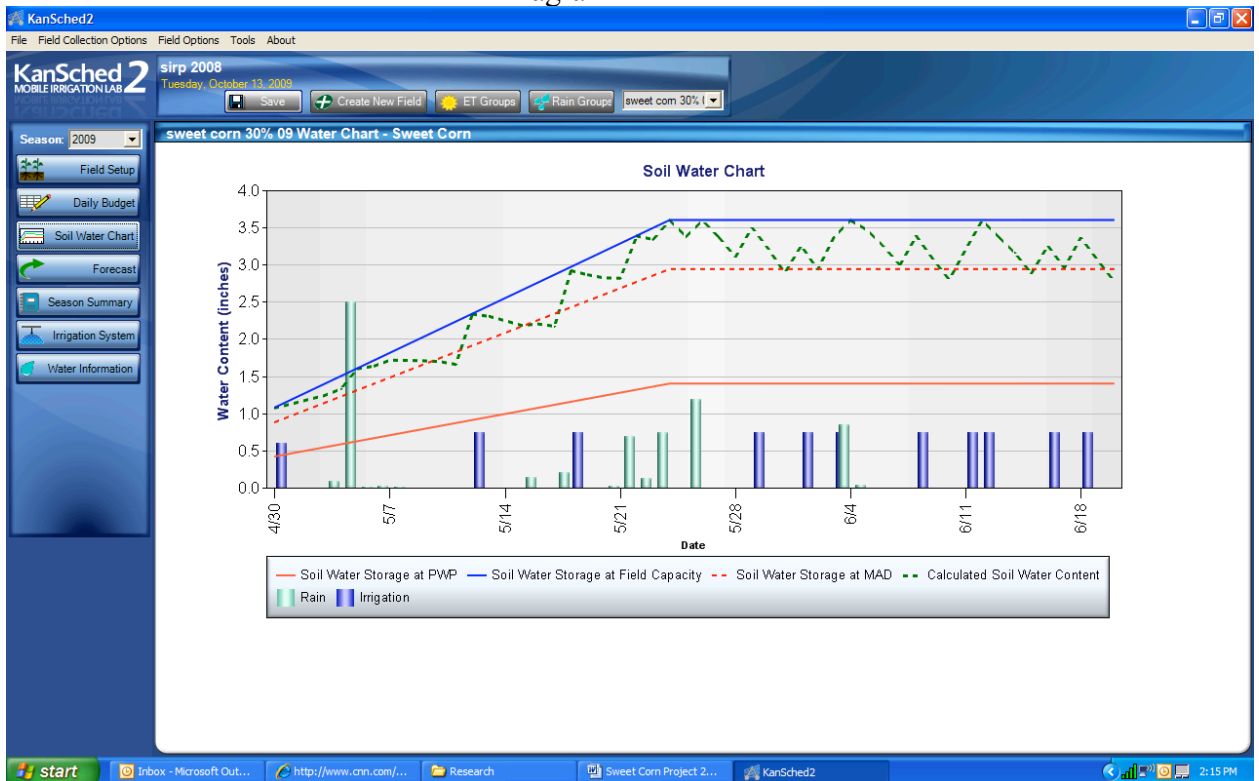 KanSched2
File Field Collection Options Field Options Tools About
KanSched 2
MOBILE IRRIGATION LAB
sirp 2008
Tuesday, October 13, 2009
Save Create New Field ET Groups Rain Groups sweet corn 30% (
Season: 2009
Field Setup
Daily Budget
Soil Water Chart
Forecast
Season Summary
Irrigation System
Water Information
sweet corn 30% 09 Water Chart - Sweet Corn
Soil Water Chart
Water Content (inches)
4.0
3.5
3.0
2.5
2.0
1.5
1.0
0.5
0.0
4/30 5/7 5/14 5/21 5/28 6/4 6/11 6/18
Date
Soil Water Storage at PWP Soil Water Storage at Field Capacity Soil Water Storage at MAD Calculated Soil Water Content
Rain Irrigation
start Inbox - Microsoft Out... http://www.cnn.com/... Research Sweet Corn Project 2... KanSched2 2:15 PM